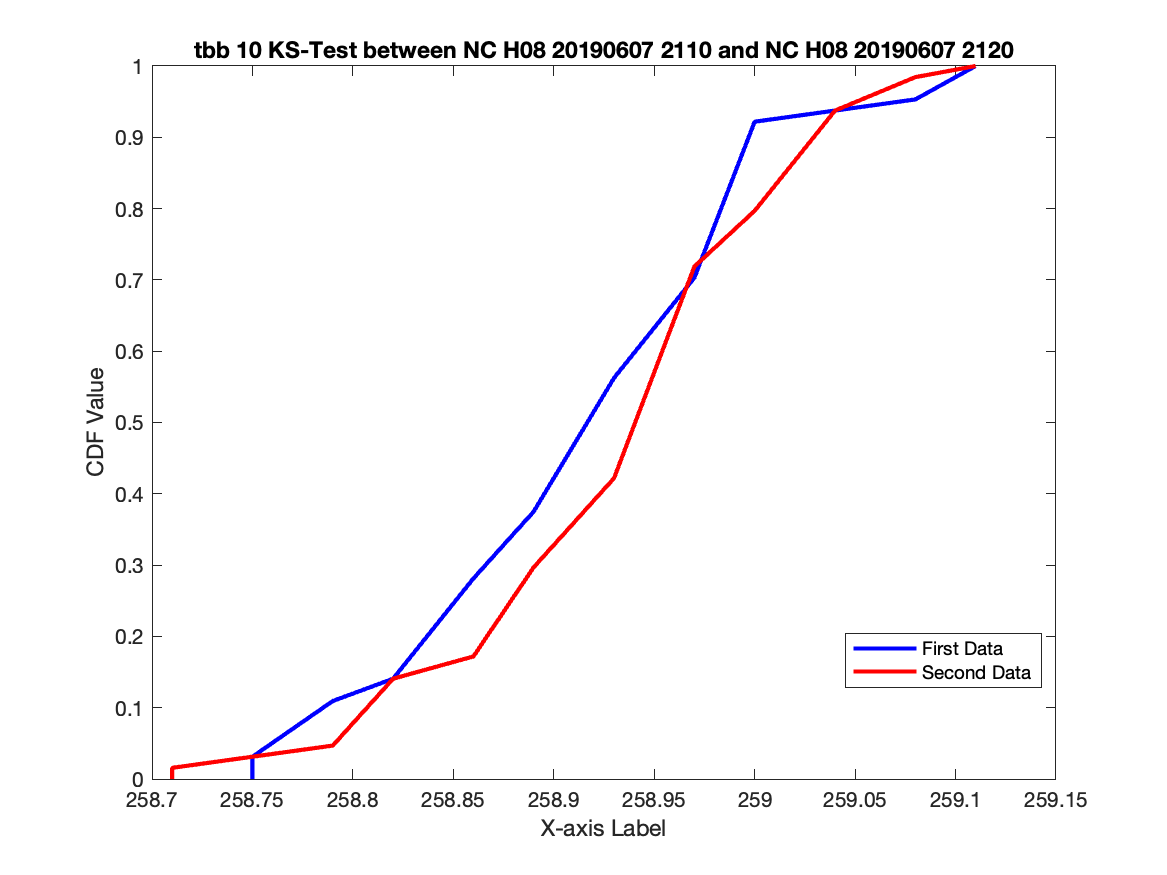 tbb 10 KS-Test between NC H08 20190607 2110 and NC H08 20190607 2120
1
0.9
0.8
0.7
0.6
0.5
0.4
0.3
0.2
0.1
0
CDF Value
First Data
Second Data
258.7 258.75 258.8 258.85 258.9 258.95 259 259.05 259.1 259.15
X-axis Label